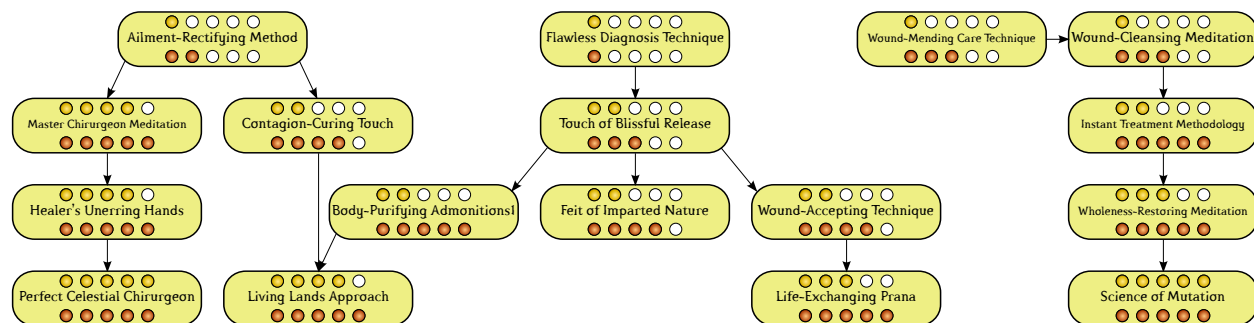 Ailment-Rectifying Method
Flawless Diagnosis Technique
Wound-Mending Care Technique
Wound-Cleansing Meditation
Master Chirurgeon Meditation
Contagion-Curing Touch
Touch of Blissful Release
Instant Treatment Methodology
Healer's Unerring Hands
Body-Purifying Admonitions1
Feit of Imparted Nature
Wound-Accepting Technique
Wholeness-Restoring Meditation
Perfect Celestial Chirurgeon
Living Lands Approach
Life-Exchanging Prana
Science of Mutation